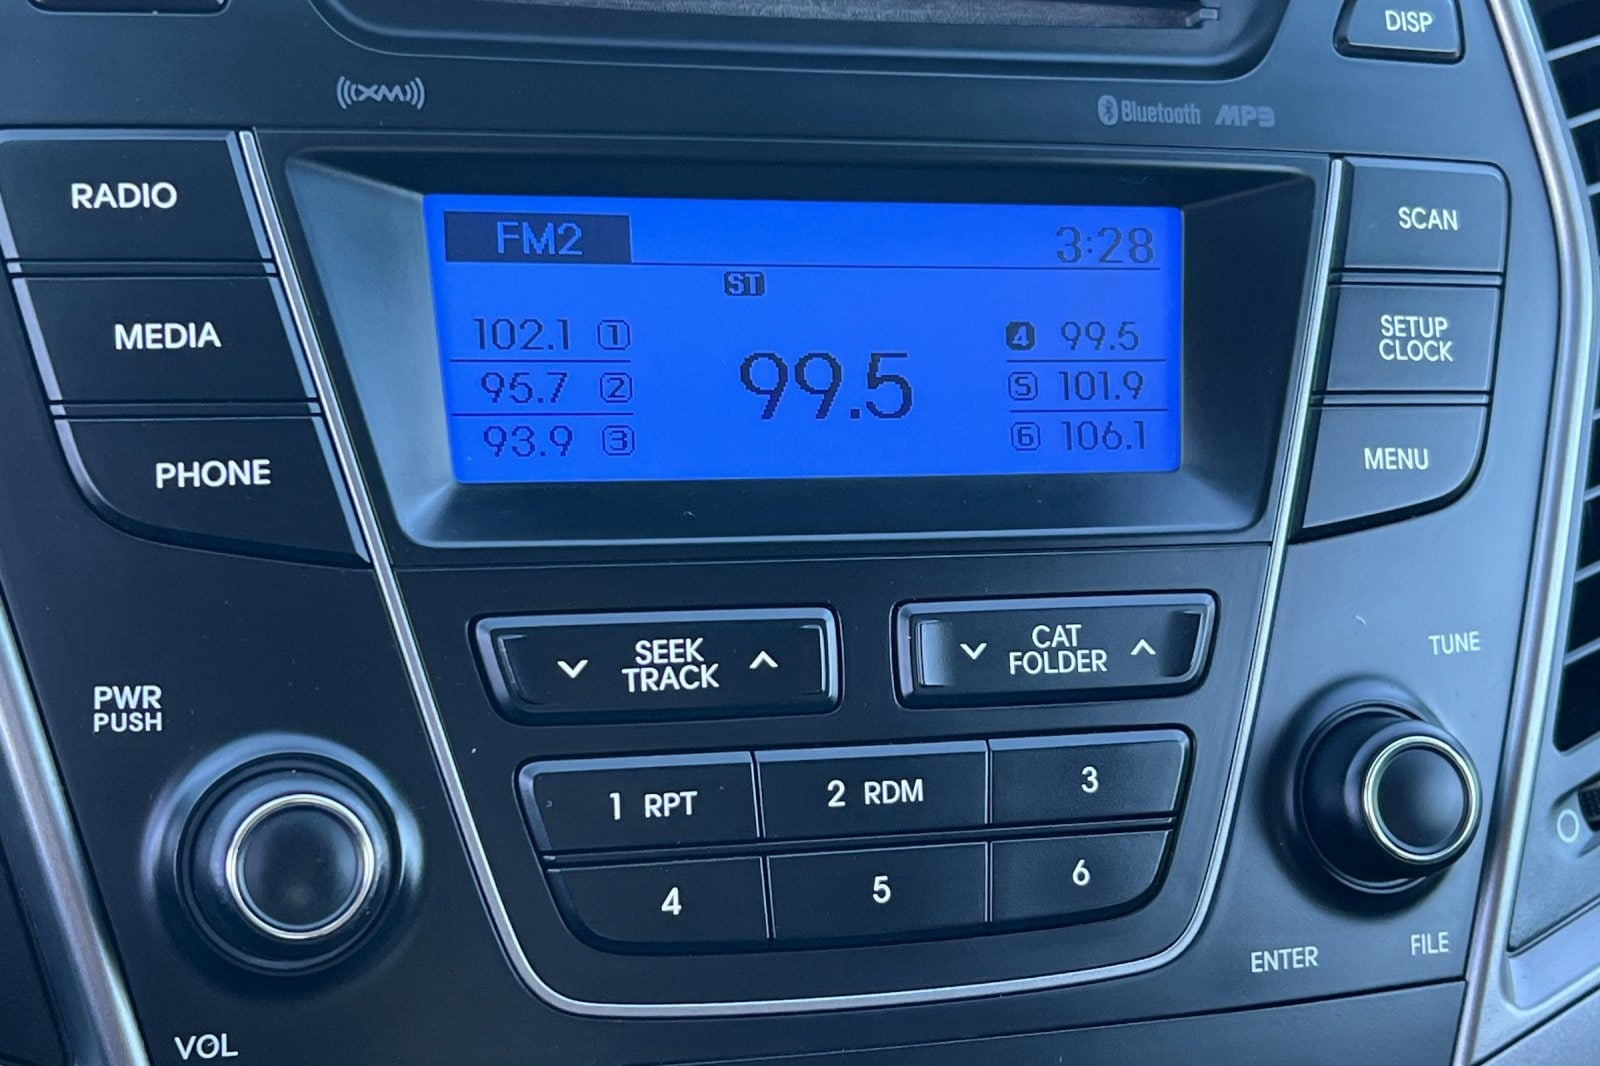 DISP
((XM))
Bluetooth MP3
RADIO
MEDIA
PHONE
FM2
3:28
ST
102.1 1
95.7 2
93.9 3
99.5
4 99.5
5 101.9
6 106.1
SCAN
SETUP
CLOCK
MENU
SEEK
TRACK
CAT
FOLDER
TUNE
PWR
PUSH
1 RPT
2 RDM
3
4
5
6
VOL
ENTER
FILE